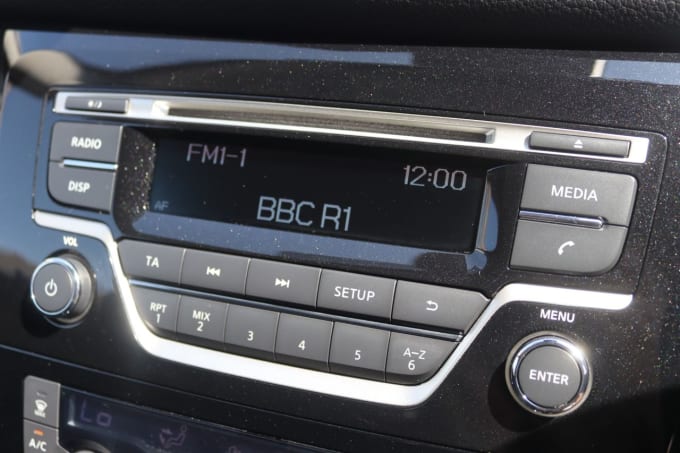 RADIO
DISP
FM1-1
12:00
AF
BBC R1
MEDIA
VOL
TA
SETUP
RPT
1
MIX
2
3
4
5
A–Z
6
MENU
ENTER
Lo
A/C